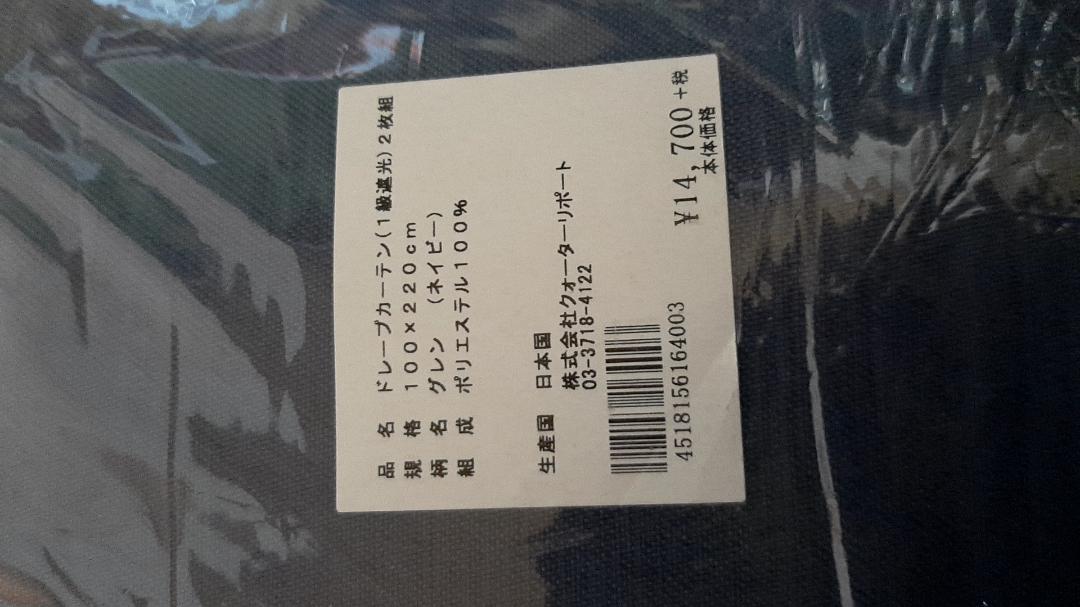 品 名 ドレープカーテン(1級遮光)2枚組
規 格 100×220cm
柄 名 グレン (ネイビー)
組 成 ポリエステル100%
生産国 日本国
株式会社クォーターリポート
03-3718-4122
4518156164003
¥14,700+税
本体価格